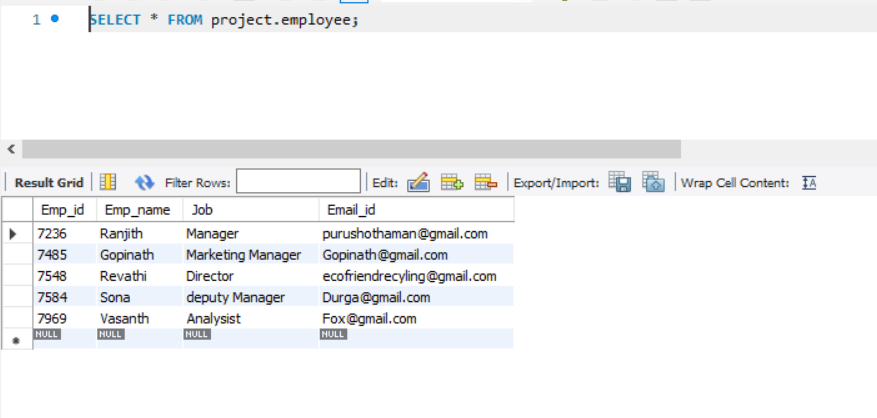 1 SELECT * FROM project.employee;
Result Grid Filter Rows: Edit: Export/Import: Wrap Cell Content: IA
Emp_id Emp_name Job Email_id
7236 Ranjith Manager purushothaman@gmail.com
7485 Gopinath Marketing Manager Gopinath@gmail.com
7548 Revathi Director ecofriendrecyling@gmail.com
7584 Sona deputy Manager Durga@gmail.com
7969 Vasanth Analysist Fox@gmail.com
NULL NULL NULL NULL